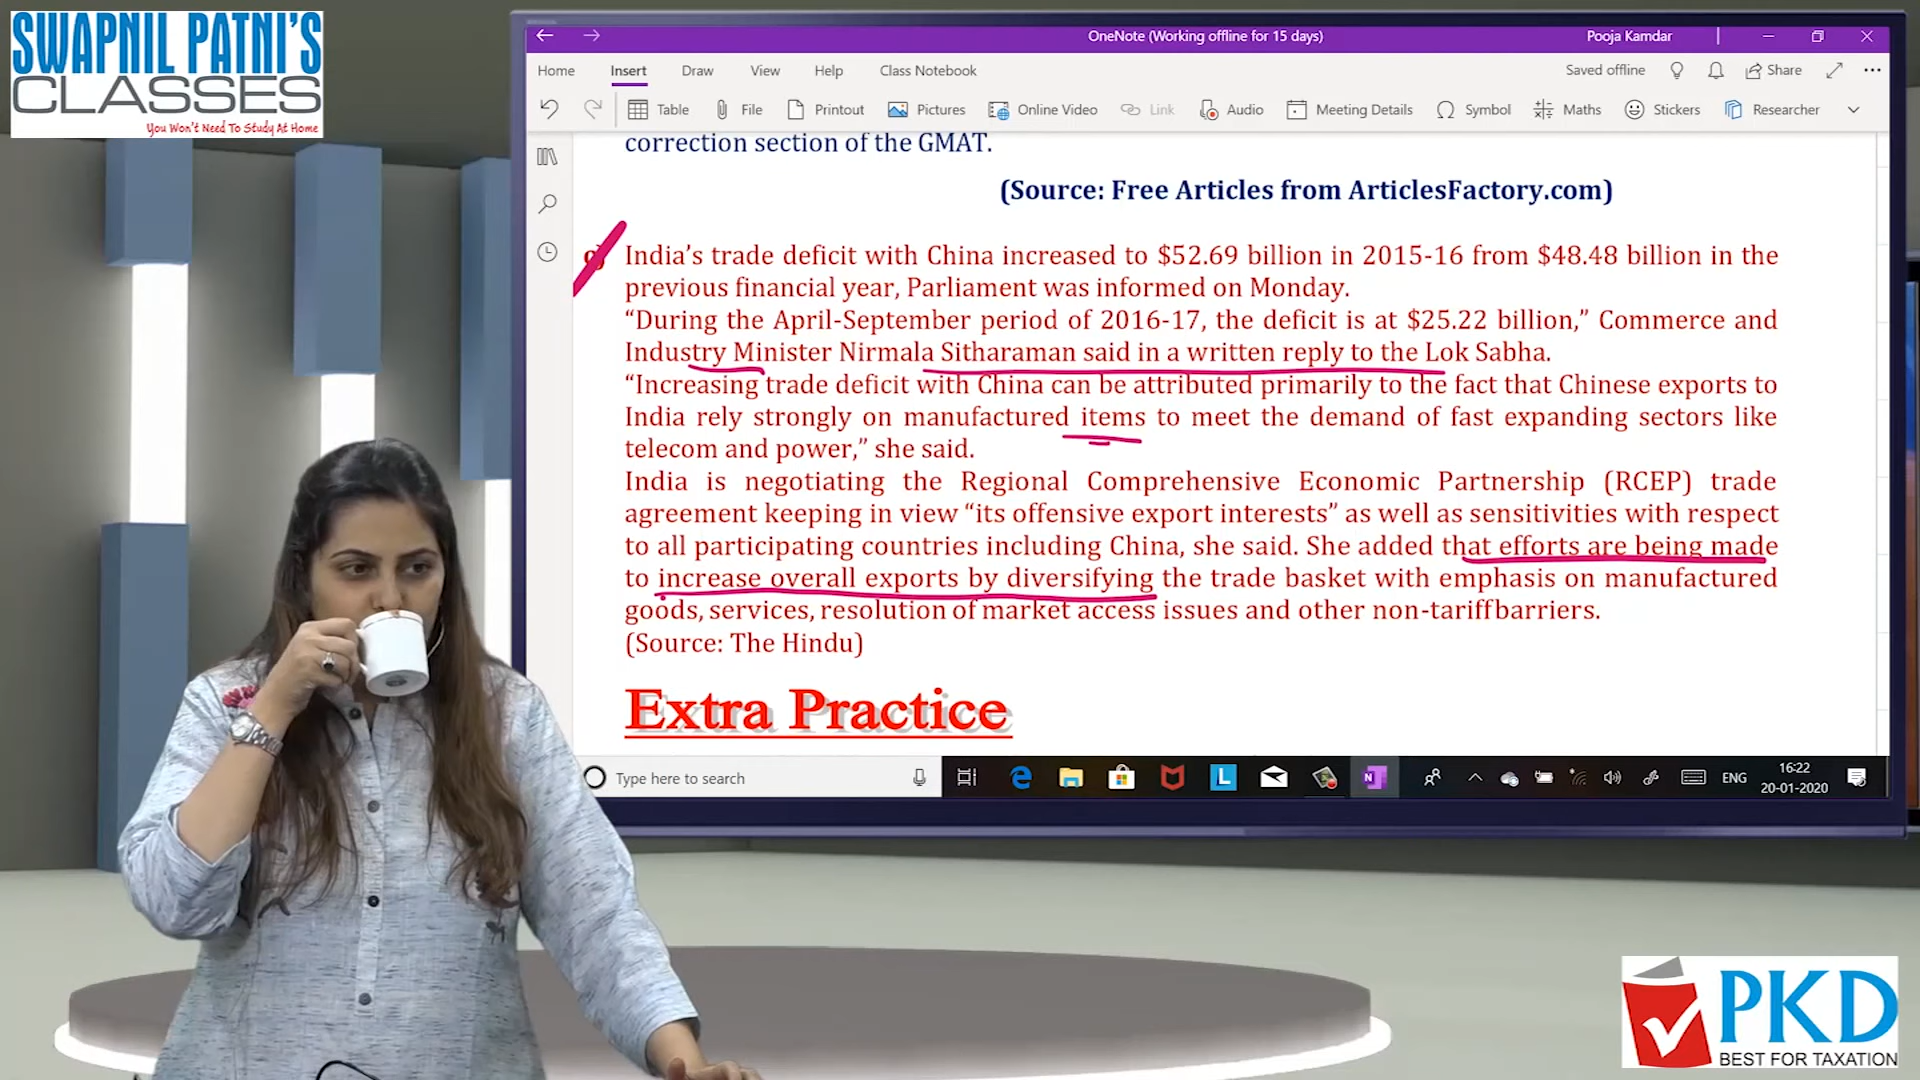 SWAPNIL PATNI'S
CLASSES
You Won't Need To Study At Home
OneNote (Working offline for 15 days)
Pooja Kamdar
Home Insert Draw View Help Class Notebook
Saved offline
Share
Table File Printout Pictures Online Video Link Audio Meeting Details Symbol Maths Stickers Researcher
correction section of the GMAT.
(Source: Free Articles from ArticlesFactory.com)
India’s trade deficit with China increased to $52.69 billion in 2015-16 from $48.48 billion in the
previous financial year, Parliament was informed on Monday.
“During the April-September period of 2016-17, the deficit is at $25.22 billion,” Commerce and
Industry Minister Nirmala Sitharaman said in a written reply to the Lok Sabha.
“Increasing trade deficit with China can be attributed primarily to the fact that Chinese exports to
India rely strongly on manufactured items to meet the demand of fast expanding sectors like
telecom and power,” she said.
India is negotiating the Regional Comprehensive Economic Partnership (RCEP) trade
agreement keeping in view “its offensive export interests” as well as sensitivities with respect
to all participating countries including China, she said. She added that efforts are being made
to increase overall exports by diversifying the trade basket with emphasis on manufactured
goods, services, resolution of market access issues and other non-tariffbarriers.
(Source: The Hindu)
Extra Practice
Type here to search
L
N
ENG
16:22
20-01-2020
PKD
BEST FOR TAXATION